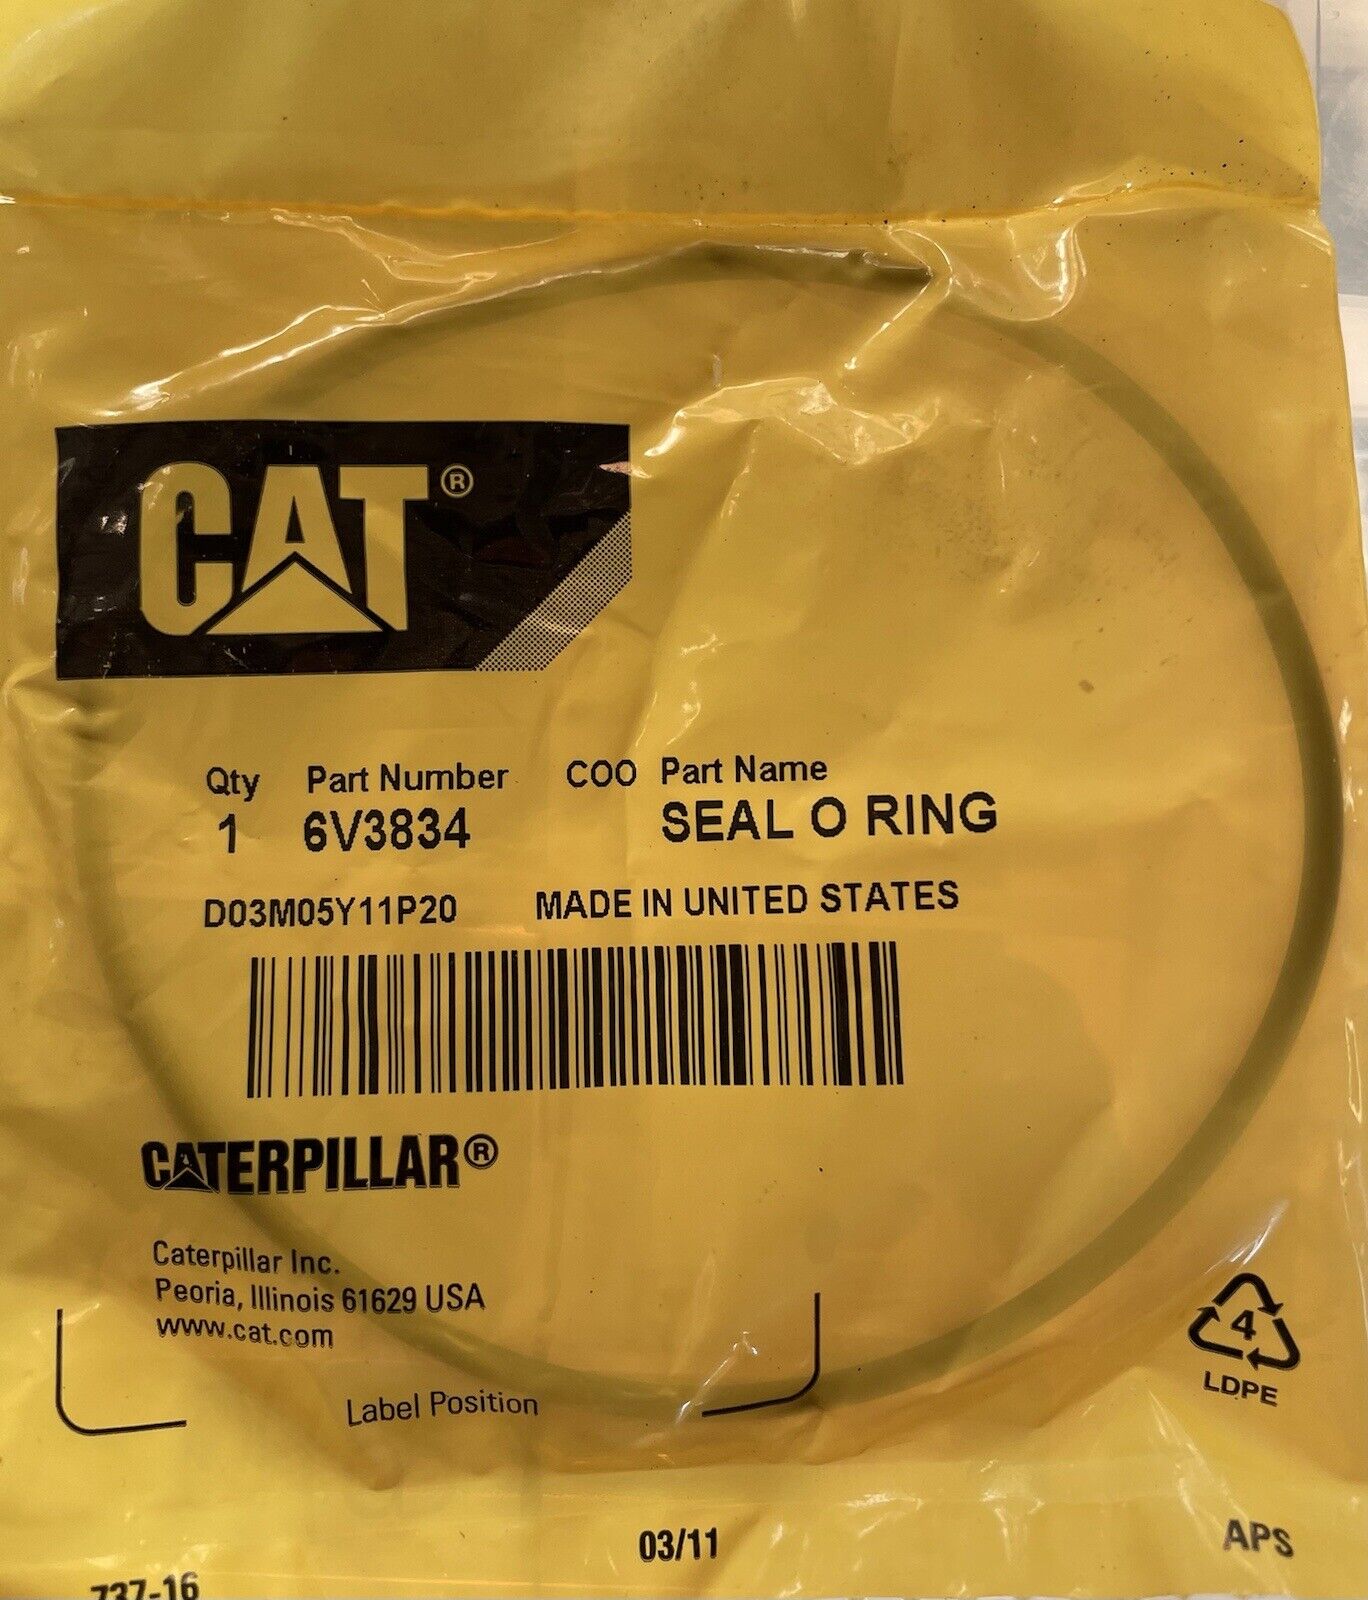 CAT®
Qty Part Number COO Part Name
1 6V3834 SEAL O RING
D03M05Y11P20 MADE IN UNITED STATES
CATERPILLAR®
Caterpillar Inc.
Peoria, Illinois 61629 USA
www.cat.com
Label Position
4
LDPE
03/11
APS
737-16